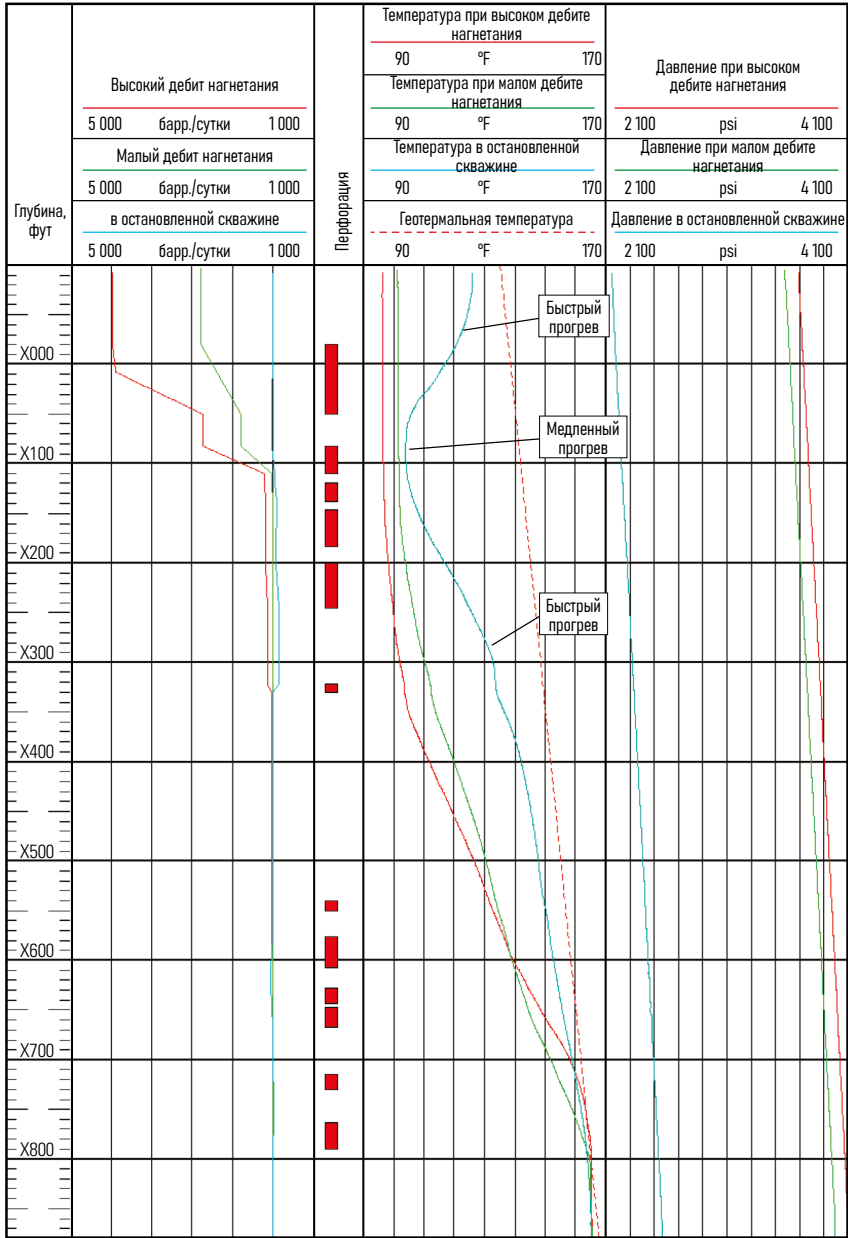 Глубина,
фут
Высокий дебит нагнетания
5 000 барр./сутки 1 000
Малый дебит нагнетания
5 000 барр./сутки 1 000
в остановленной скважине
5 000 барр./сутки 1 000
Перфорация
Температура при высоком дебите
нагнетания
90 °F 170
Температура при малом дебите
нагнетания
90 °F 170
Температура в остановленной
скважине
90 °F 170
Геотермальная температура
90 °F 170
Давление при высоком
дебите нагнетания
2 100 psi 4 100
Давление при малом дебите
нагнетания
2 100 psi 4 100
Давление в остановленной скважине
2 100 psi 4 100
X000
X100
X200
X300
X400
X500
X600
X700
X800
Быстрый
прогрев
Медленный
прогрев
Быстрый
прогрев